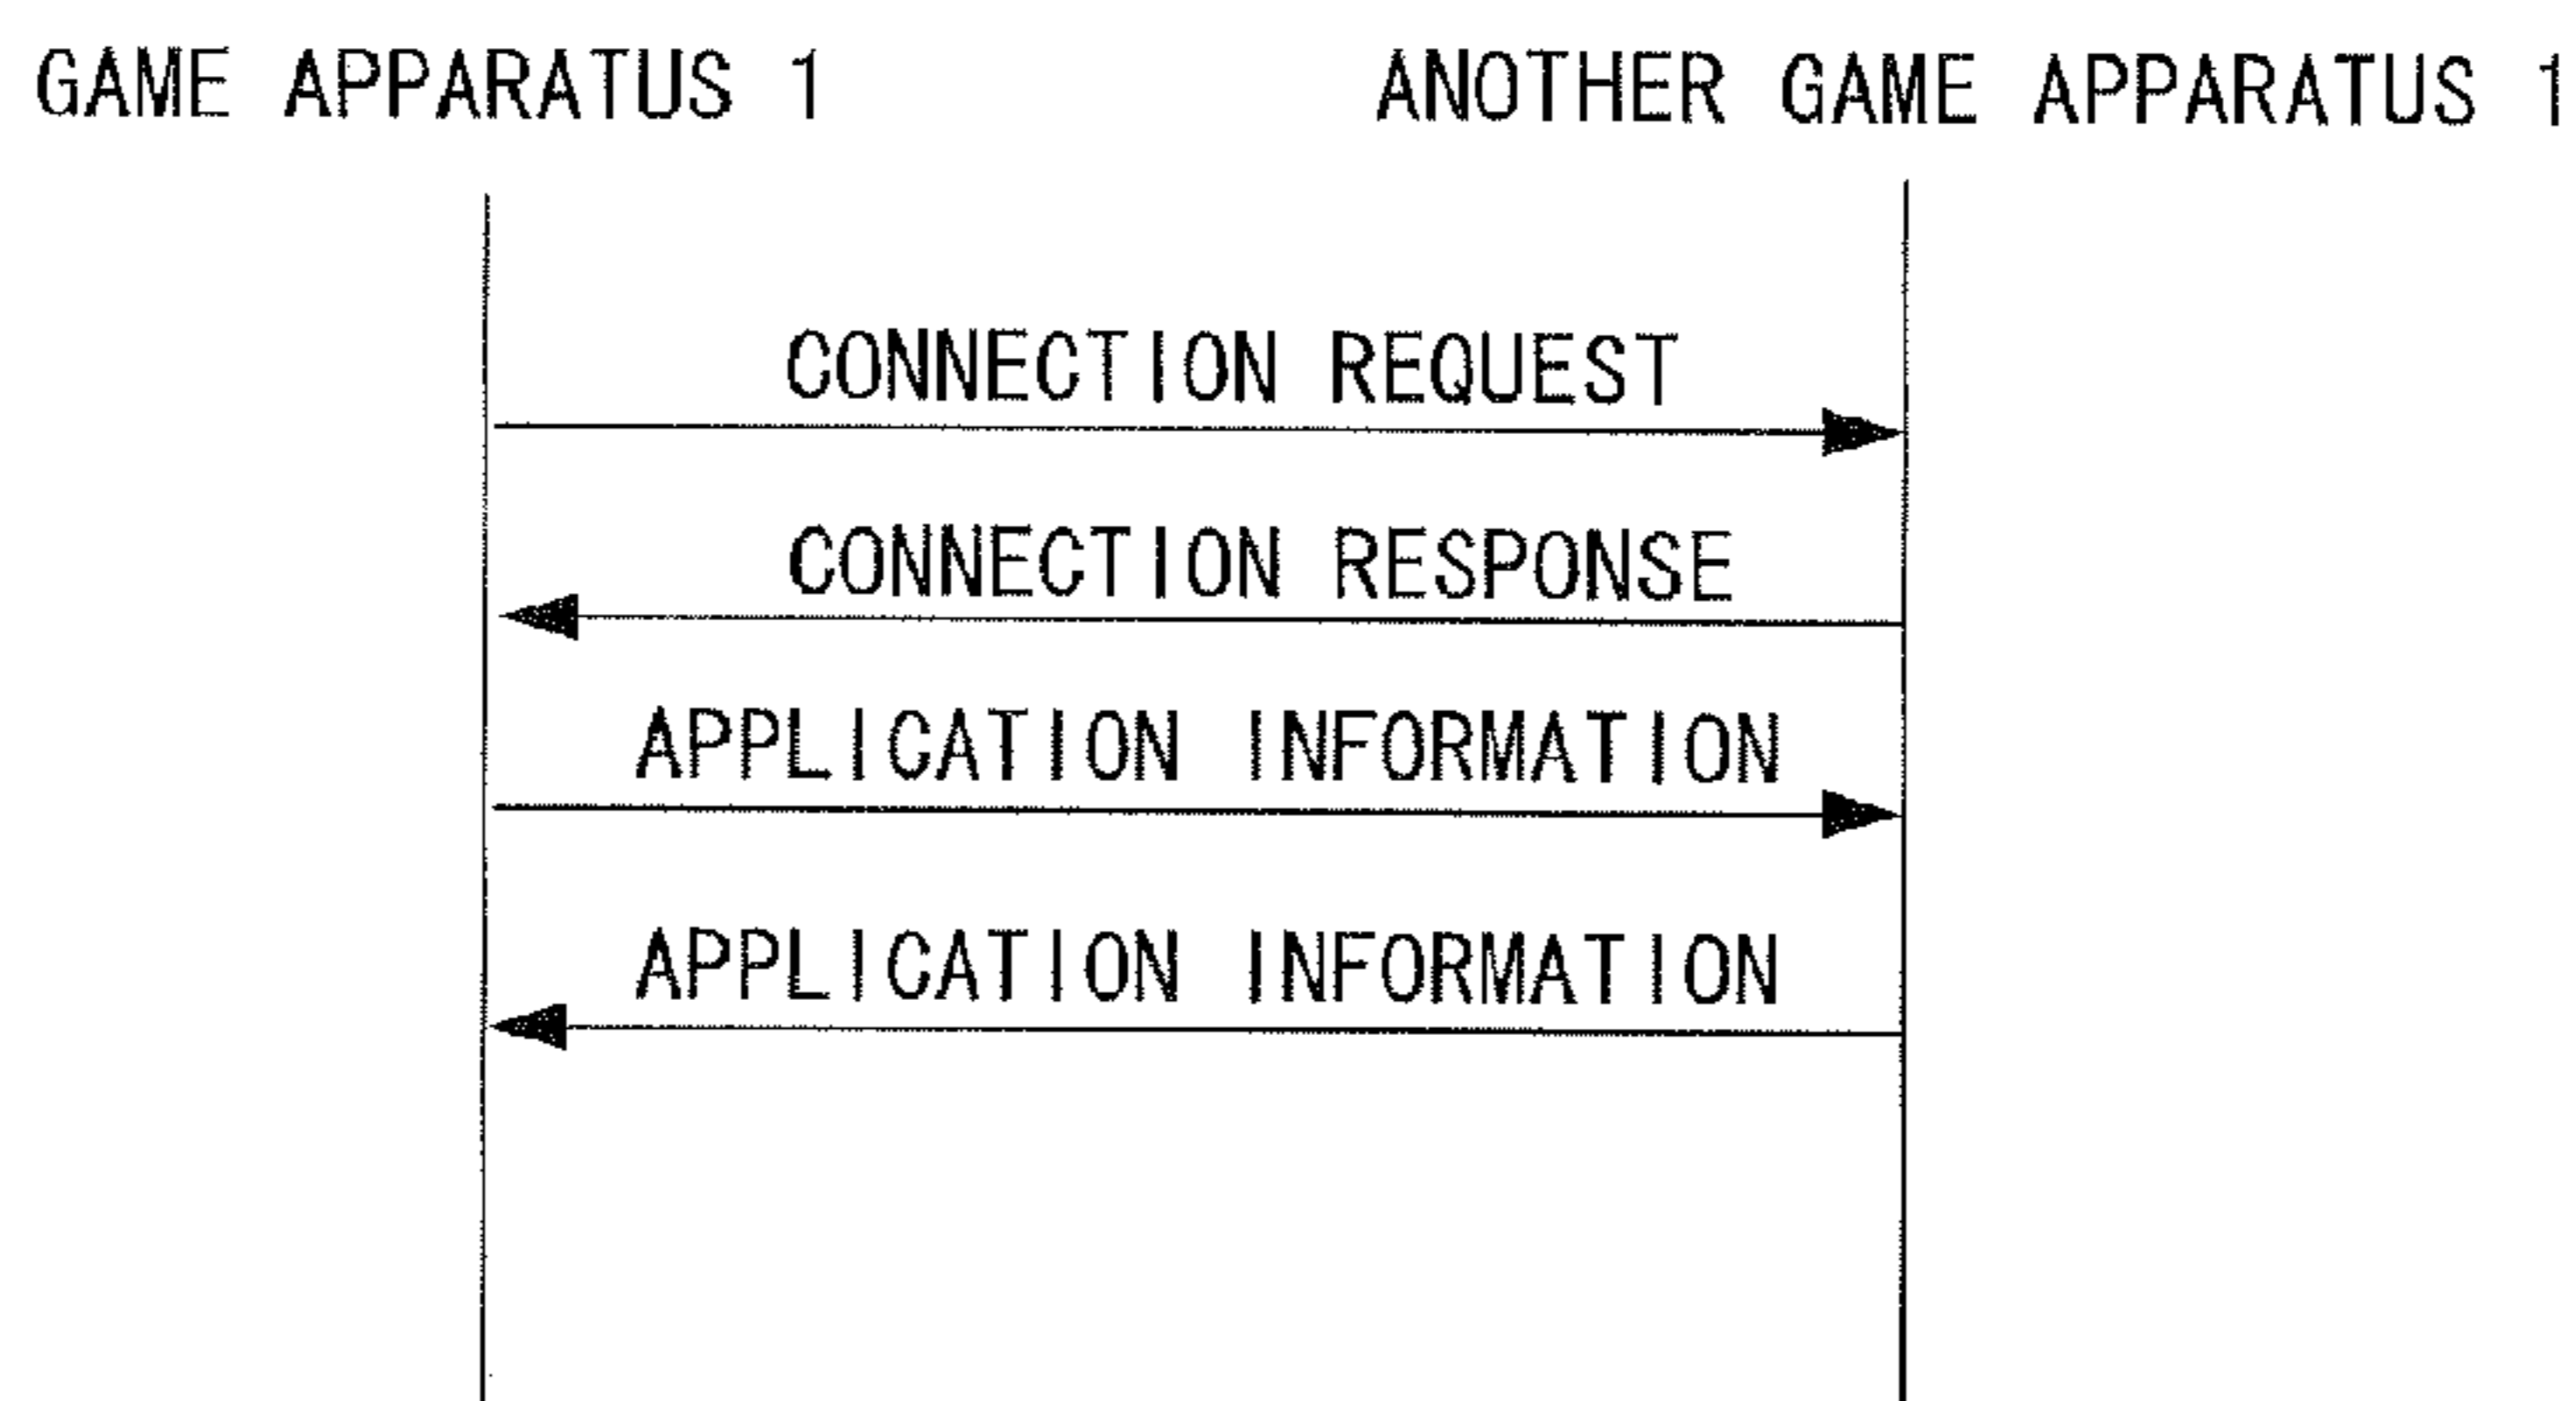 GAME APPARATUS 1
ANOTHER GAME APPARATUS 1
CONNECTION REQUEST
CONNECTION RESPONSE
APPLICATION INFORMATION
APPLICATION INFORMATION